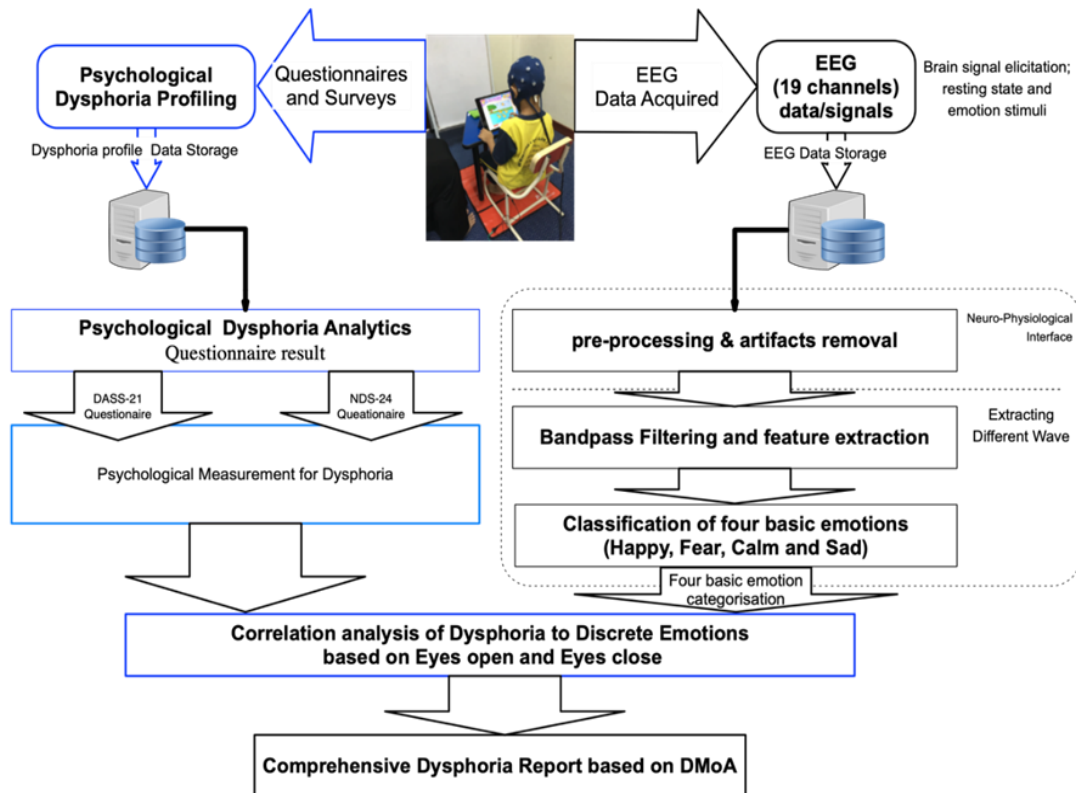 Psychological
Dysphoria Profiling
Questionnaires
and Surveys
EEG
Data Acquired
EEG
(19 channels)
data/signals
Brain signal elicitation;
resting state and
emotion stimuli
Dysphoria profile Data Storage
EEG Data Storage
Psychological Dysphoria Analytics
Questionnaire result
DASS-21
Questionaire
NDS-24
Queationaire
Psychological Measurement for Dysphoria
pre-processing & artifacts removal
Neuro-Physiological
Interface
Bandpass Filtering and feature extraction
Extracting
Different Wave
Classification of four basic emotions
(Happy, Fear, Calm and Sad)
Four basic emotion
categorisation
Correlation analysis of Dysphoria to Discrete Emotions
based on Eyes open and Eyes close
Comprehensive Dysphoria Report based on DMoA